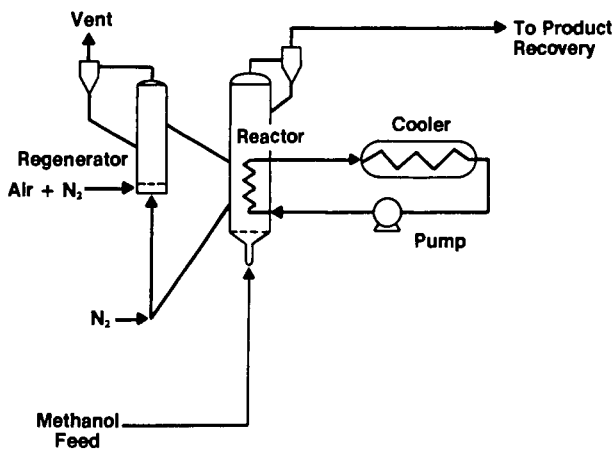 Vent
To Product
Recovery
Reactor
Cooler
Regenerator
Air + N₂
Pump
N₂
Methanol
Feed